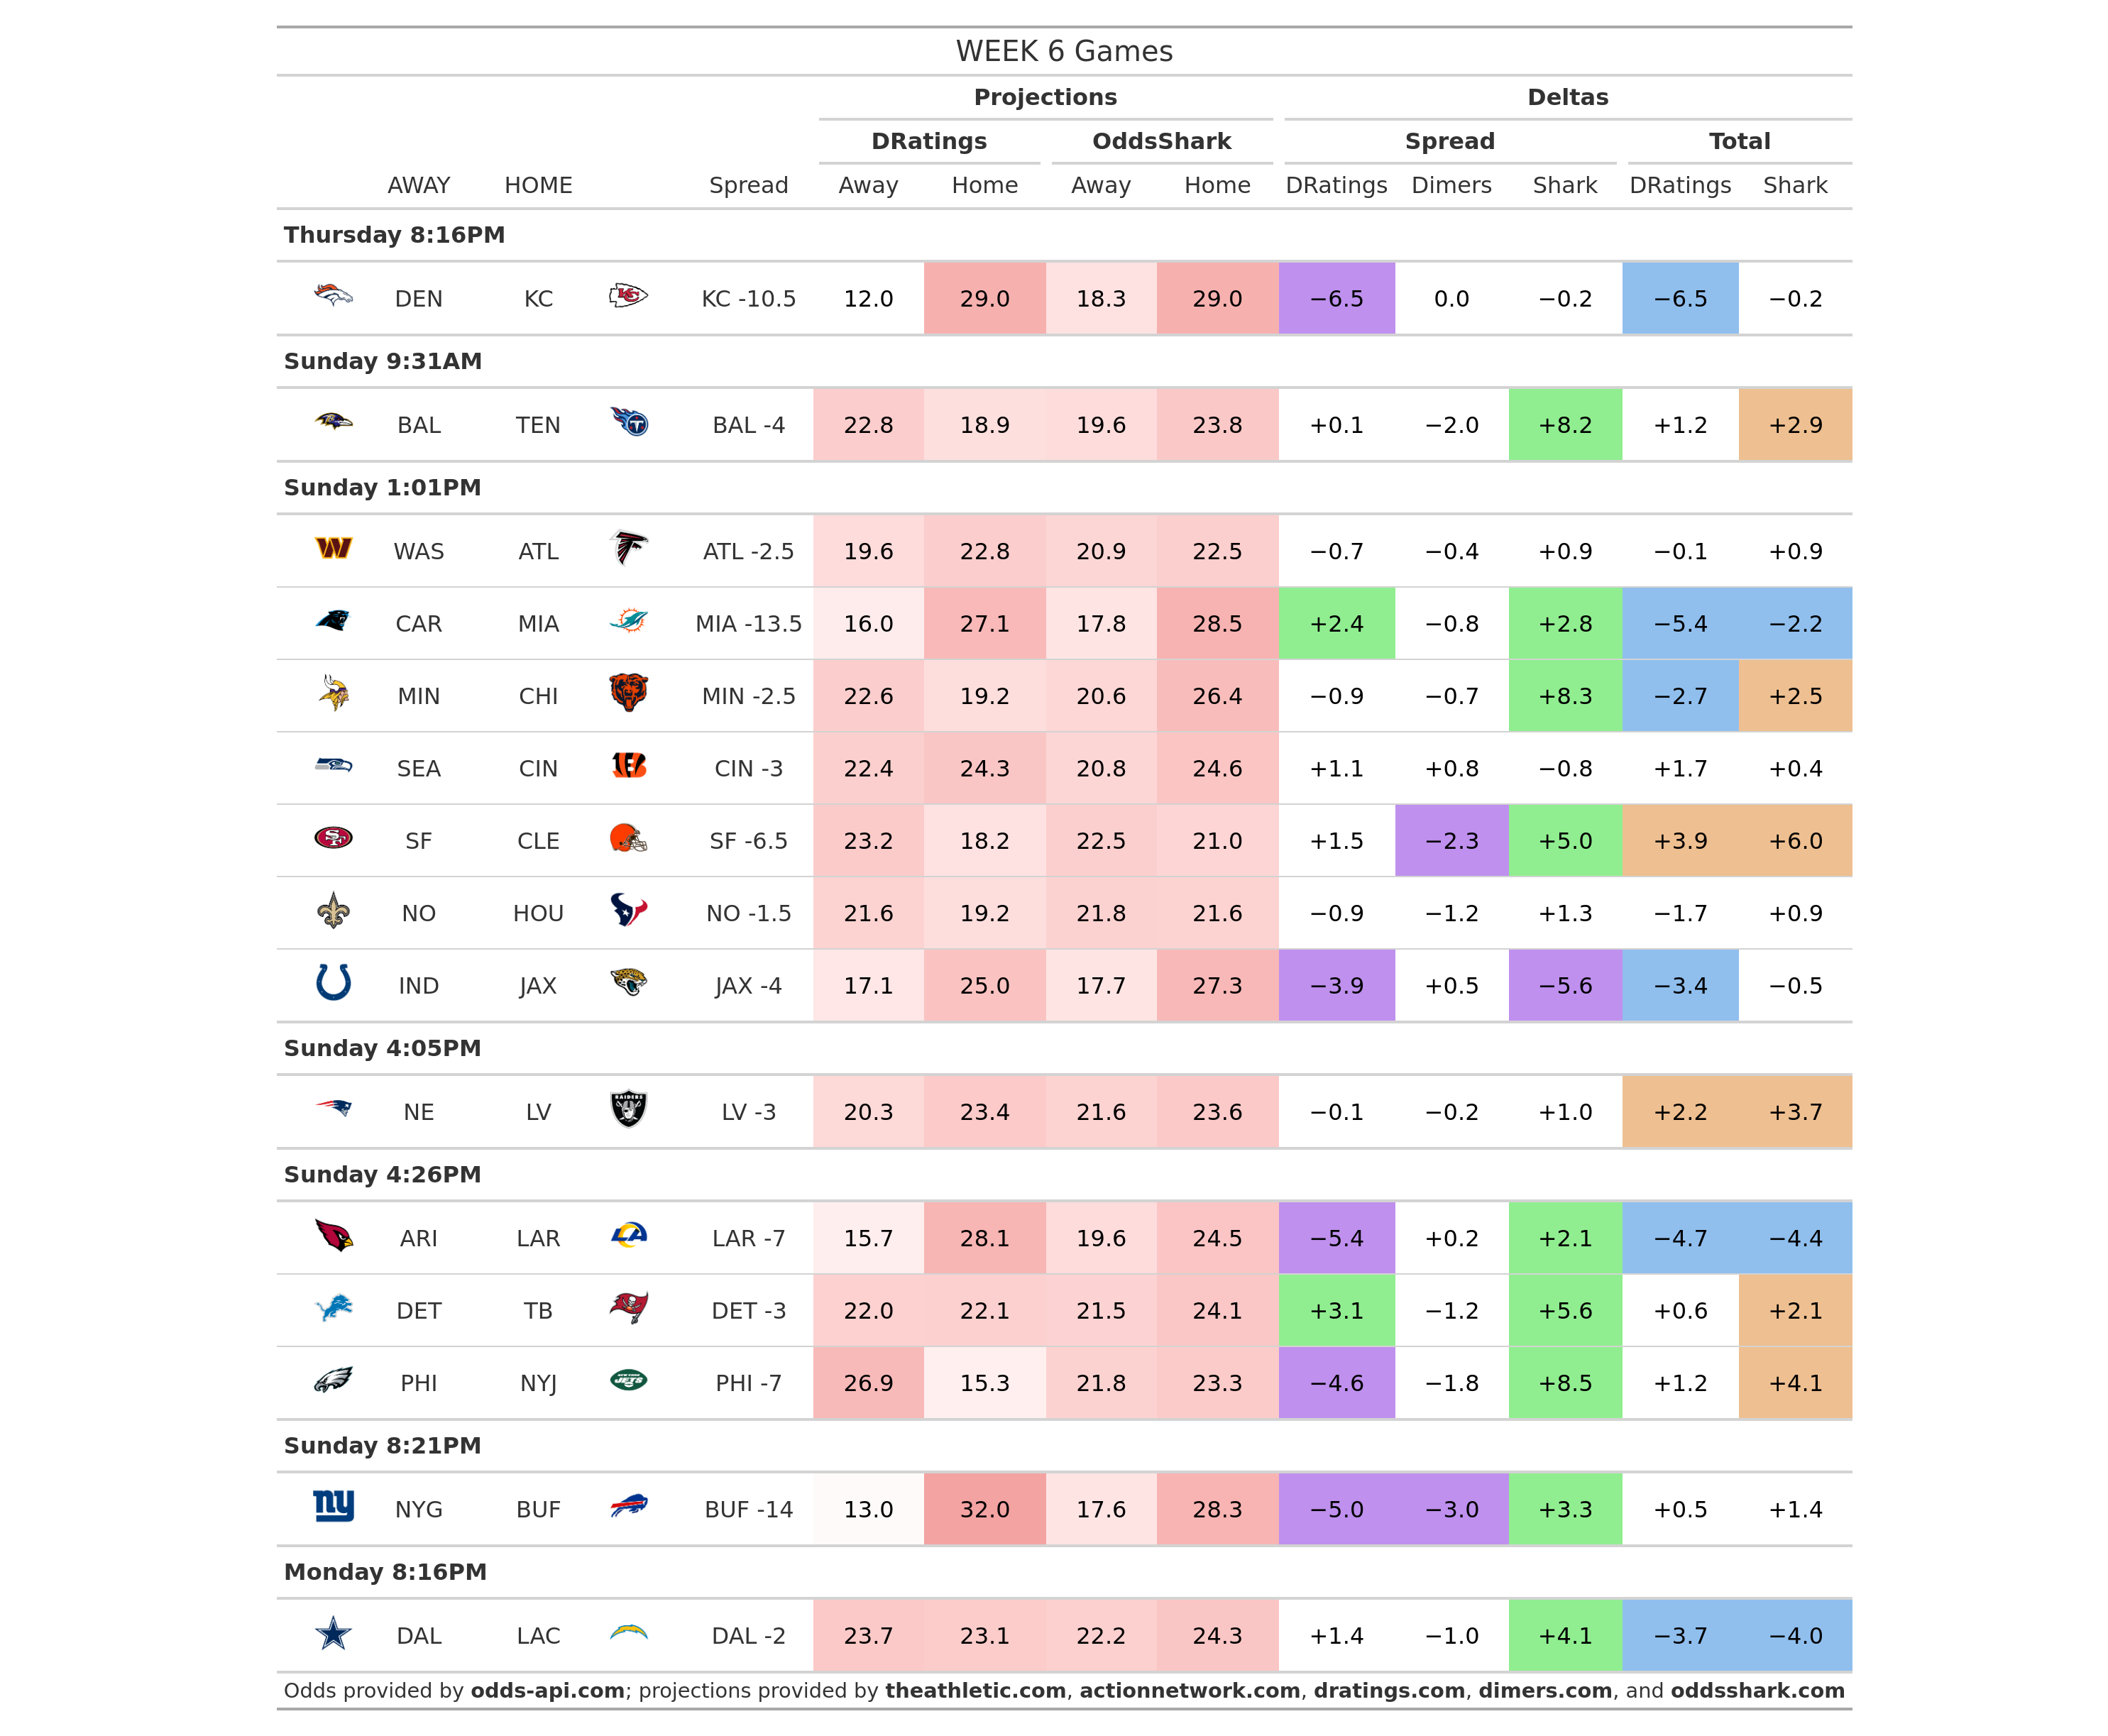 WEEK 6 Games
Projections Deltas
DRatings OddsShark Spread Total
AWAY HOME Spread Away Home Away Home DRatings Dimers Shark DRatings Shark
Thursday 8:16PM
DEN KC KC -10.5 12.0 29.0 18.3 29.0 −6.5 0.0 −0.2 −6.5 −0.2
Sunday 9:31AM
BAL TEN BAL -4 22.8 18.9 19.6 23.8 +0.1 −2.0 +8.2 +1.2 +2.9
Sunday 1:01PM
WAS ATL ATL -2.5 19.6 22.8 20.9 22.5 −0.7 −0.4 +0.9 −0.1 +0.9
CAR MIA MIA -13.5 16.0 27.1 17.8 28.5 +2.4 −0.8 +2.8 −5.4 −2.2
MIN CHI MIN -2.5 22.6 19.2 20.6 26.4 −0.9 −0.7 +8.3 −2.7 +2.5
SEA CIN CIN -3 22.4 24.3 20.8 24.6 +1.1 +0.8 −0.8 +1.7 +0.4
SF CLE SF -6.5 23.2 18.2 22.5 21.0 +1.5 −2.3 +5.0 +3.9 +6.0
NO HOU NO -1.5 21.6 19.2 21.8 21.6 −0.9 −1.2 +1.3 −1.7 +0.9
IND JAX JAX -4 17.1 25.0 17.7 27.3 −3.9 +0.5 −5.6 −3.4 −0.5
Sunday 4:05PM
NE LV RAIDERS LV -3 20.3 23.4 21.6 23.6 −0.1 −0.2 +1.0 +2.2 +3.7
Sunday 4:26PM
ARI LAR LAR -7 15.7 28.1 19.6 24.5 −5.4 +0.2 +2.1 −4.7 −4.4
DET TB DET -3 22.0 22.1 21.5 24.1 +3.1 −1.2 +5.6 +0.6 +2.1
PHI NYJ JETS PHI -7 26.9 15.3 21.8 23.3 −4.6 −1.8 +8.5 +1.2 +4.1
Sunday 8:21PM
ny NYG BUF BUF -14 13.0 32.0 17.6 28.3 −5.0 −3.0 +3.3 +0.5 +1.4
Monday 8:16PM
DAL LAC DAL -2 23.7 23.1 22.2 24.3 +1.4 −1.0 +4.1 −3.7 −4.0
Odds provided by odds-api.com; projections provided by theathletic.com, actionnetwork.com, dratings.com, dimers.com, and oddsshark.com